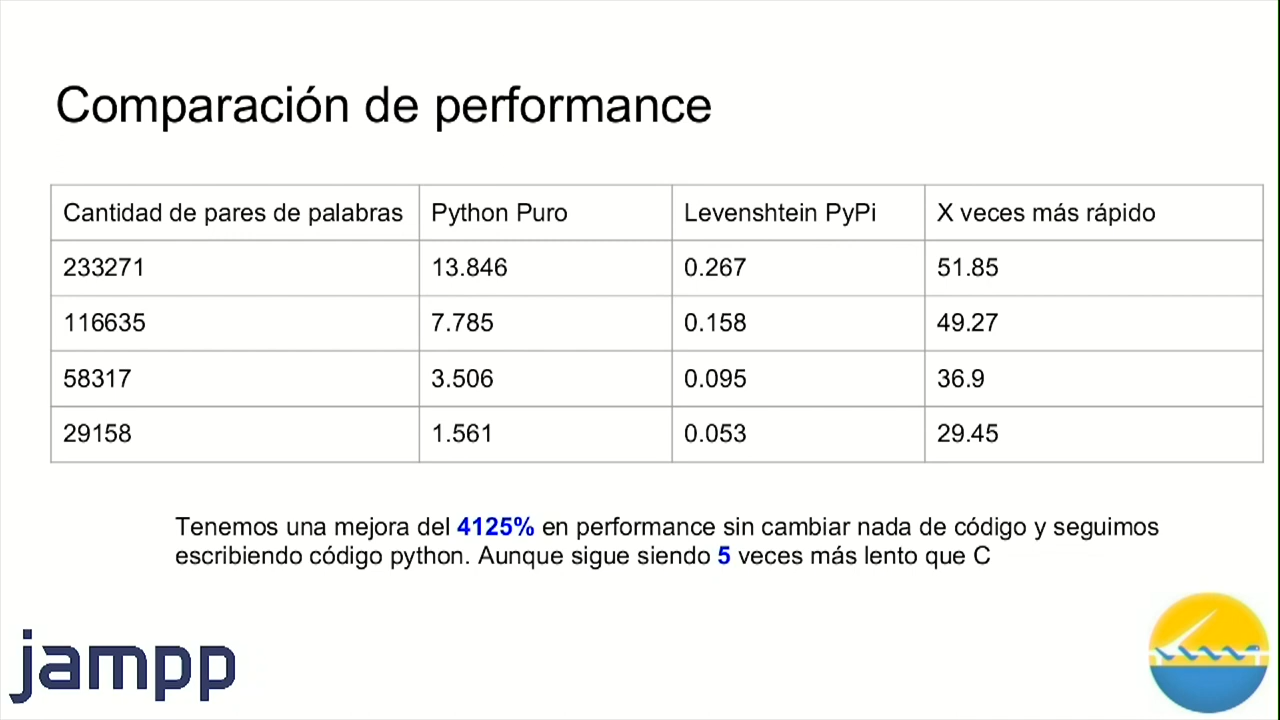 Comparación de performance
Cantidad de pares de palabras Python Puro Levenshtein PyPi X veces más rápido
233271 13.846 0.267 51.85
116635 7.785 0.158 49.27
58317 3.506 0.095 36.9
29158 1.561 0.053 29.45
Tenemos una mejora del 4125% en performance sin cambiar nada de código y seguimos
escribiendo código python. Aunque sigue siendo 5 veces más lento que C
jampp